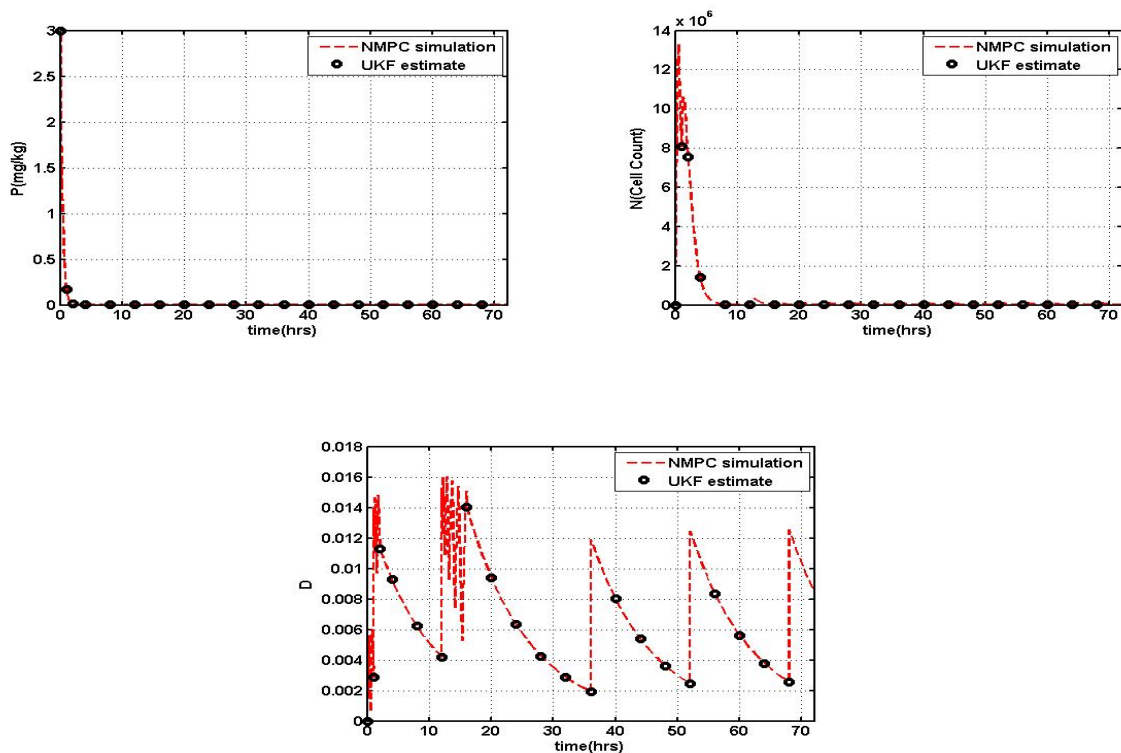 3
2.5
2
1.5
1
0.5
0
P(mg/kg)
NMPC simulation
UKF estimate
0 10 20 30 40 50 60 70
time(hrs)
x 10^6
14
12
10
8
6
4
2
0
N(Cell Count)
NMPC simulation
UKF estimate
0 10 20 30 40 50 60 70
time(hrs)
0.018
0.016
0.014
0.012
0.01
0.008
0.006
0.004
0.002
0
D
NMPC simulation
UKF estimate
0 10 20 30 40 50 60 70
time(hrs)